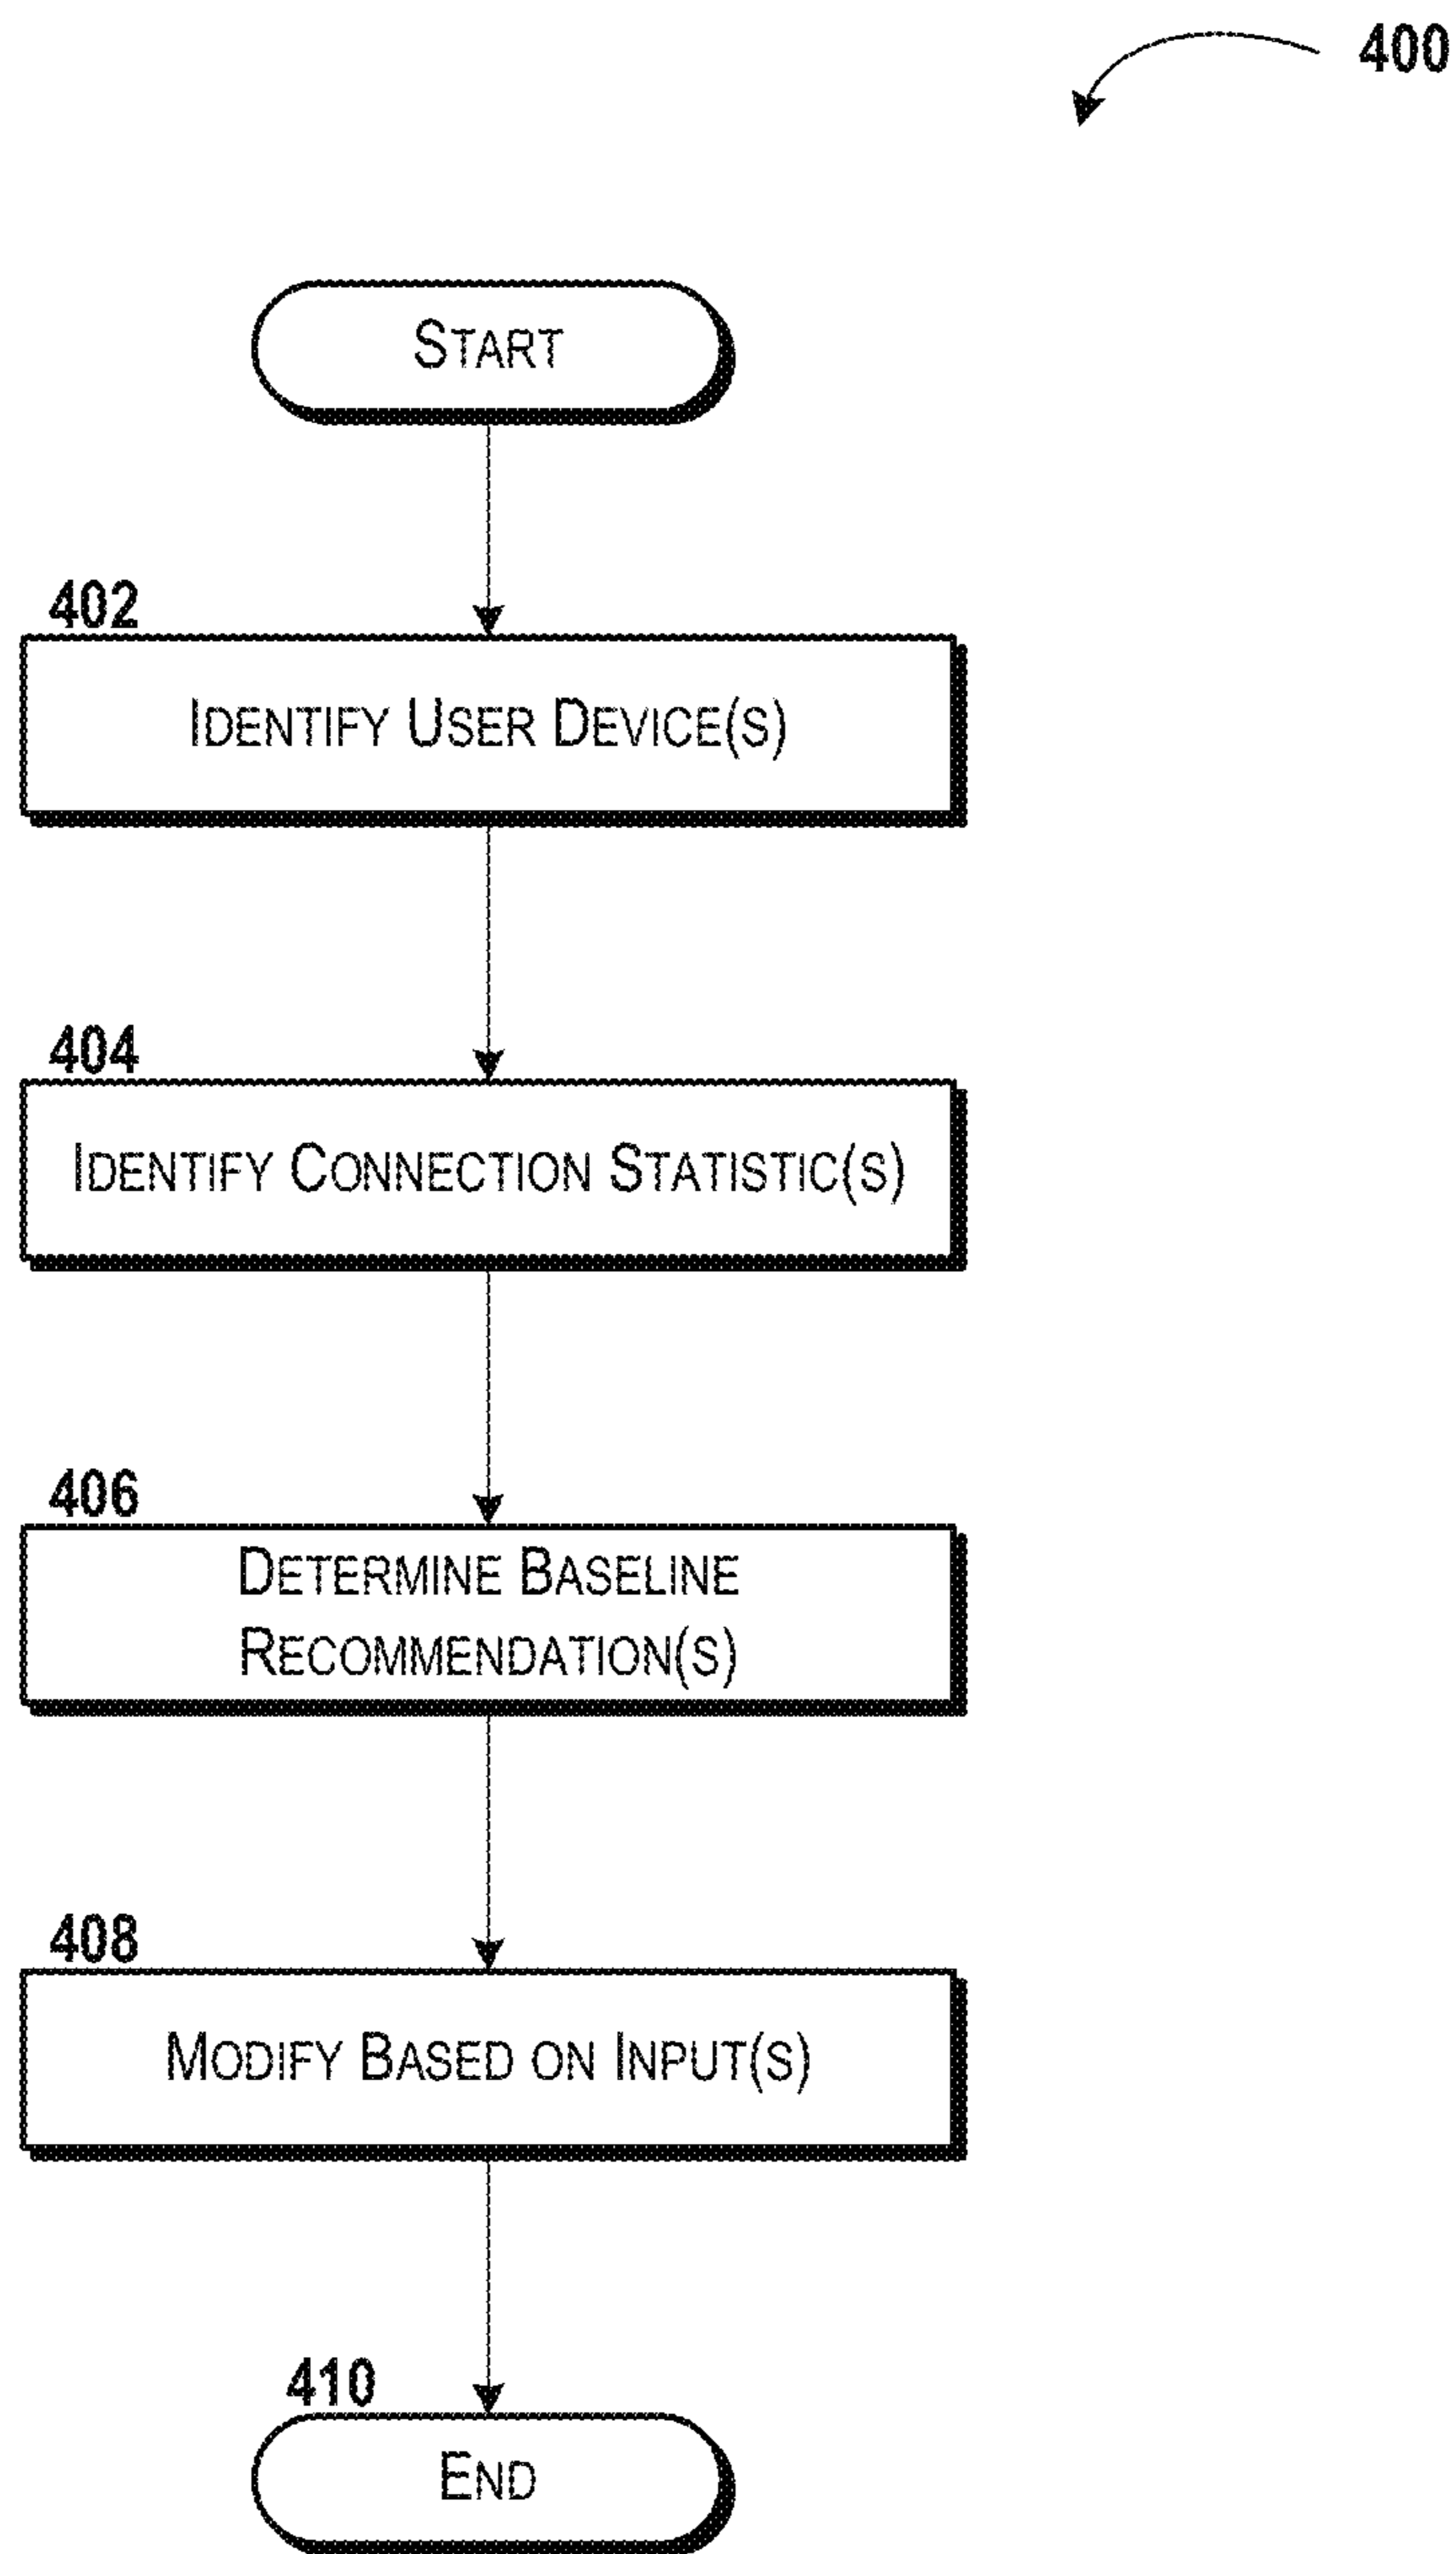 400
START
402
IDENTIFY USER DEVICE(S)
404
IDENTIFY CONNECTION STATISTIC(S)
406
DETERMINE BASELINE
RECOMMENDATION(S)
408
MODIFY BASED ON INPUT(S)
410
END